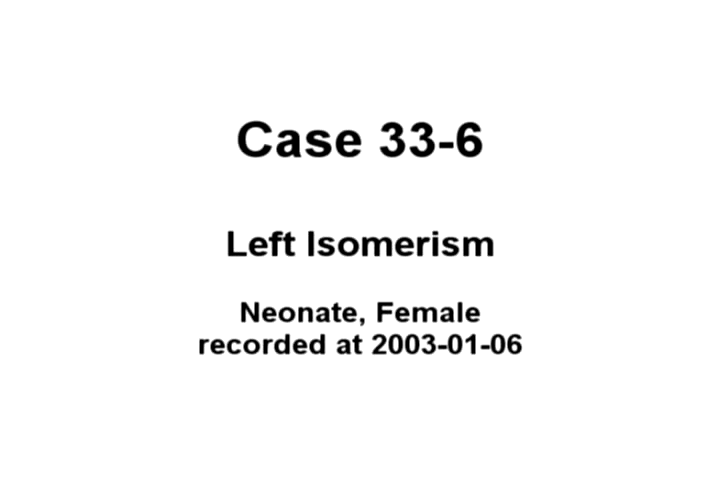 Case 33-6
Left Isomerism
Neonate, Female
recorded at 2003-01-06